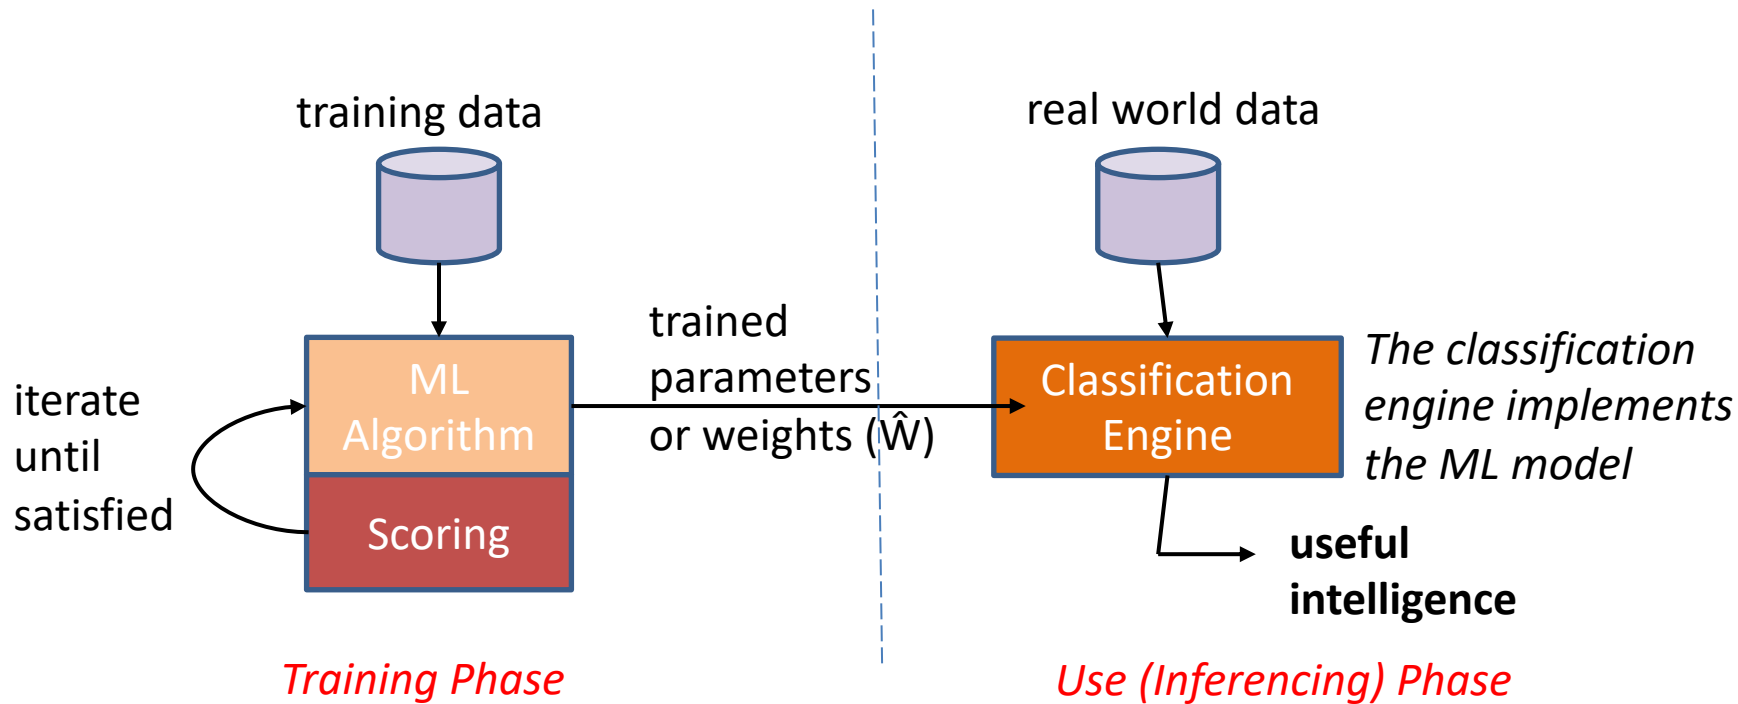 training data
real world data
trained
parameters
or weights (Ŵ)
ML
Algorithm
Scoring
iterate
until
satisfied
Classification
Engine
The classification
engine implements
the ML model
useful
intelligence
Training Phase
Use (Inferencing) Phase